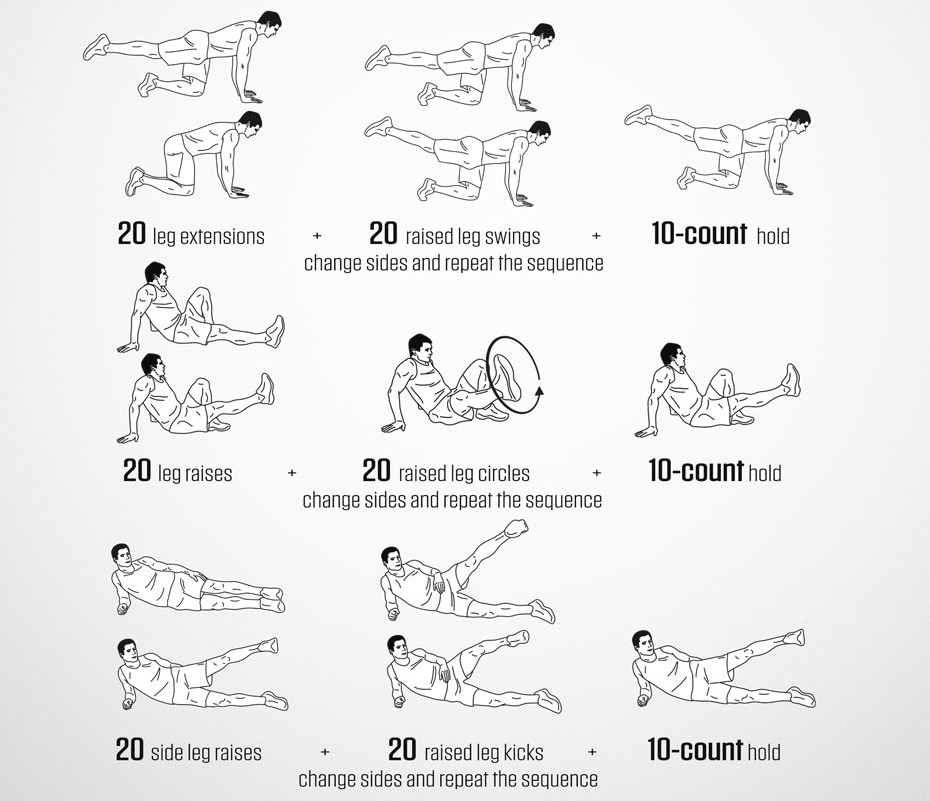 20 leg extensions + 20 raised leg swings + 10-count hold
change sides and repeat the sequence
20 leg raises + 20 raised leg circles + 10-count hold
change sides and repeat the sequence
20 side leg raises + 20 raised leg kicks + 10-count hold
change sides and repeat the sequence